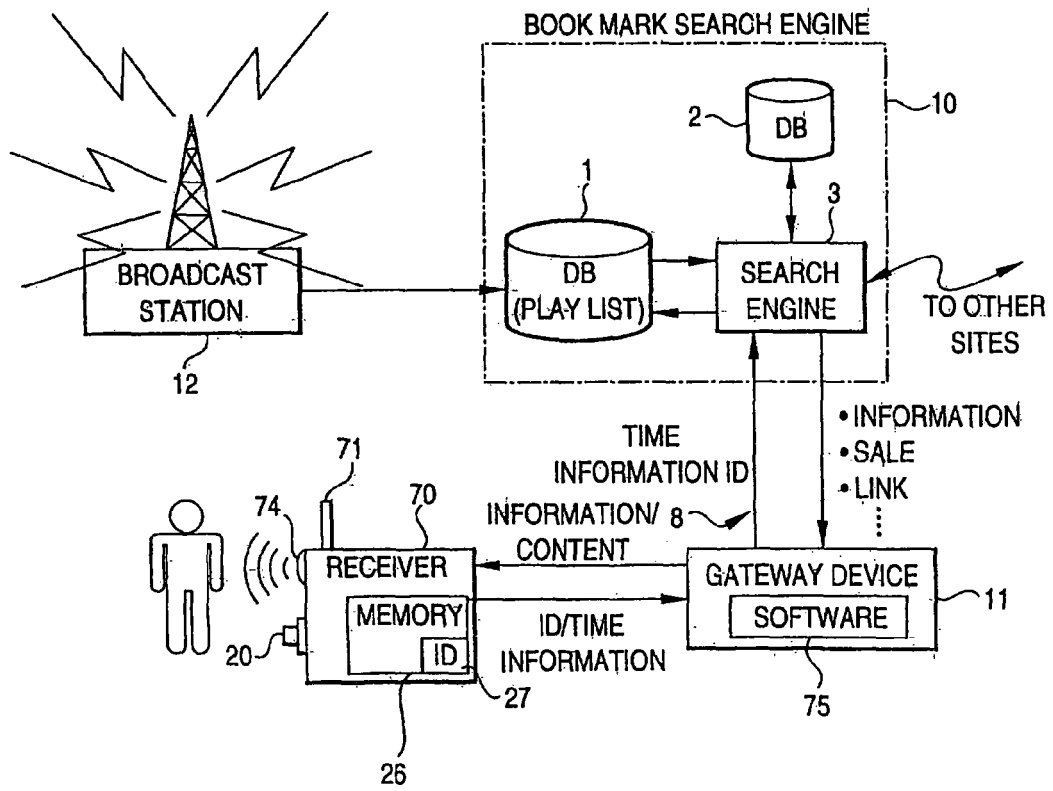 BOOK MARK SEARCH ENGINE
10
2
DB
1
3
BROADCAST
STATION
DB
(PLAY LIST)
SEARCH
ENGINE
TO OTHER
SITES
12
TIME
INFORMATION ID
• INFORMATION
• SALE
• LINK
71
74
70
8
INFORMATION/
CONTENT
RECEIVER
GATEWAY DEVICE
11
MEMORY
SOFTWARE
20
ID
ID/TIME
INFORMATION
27
75
26